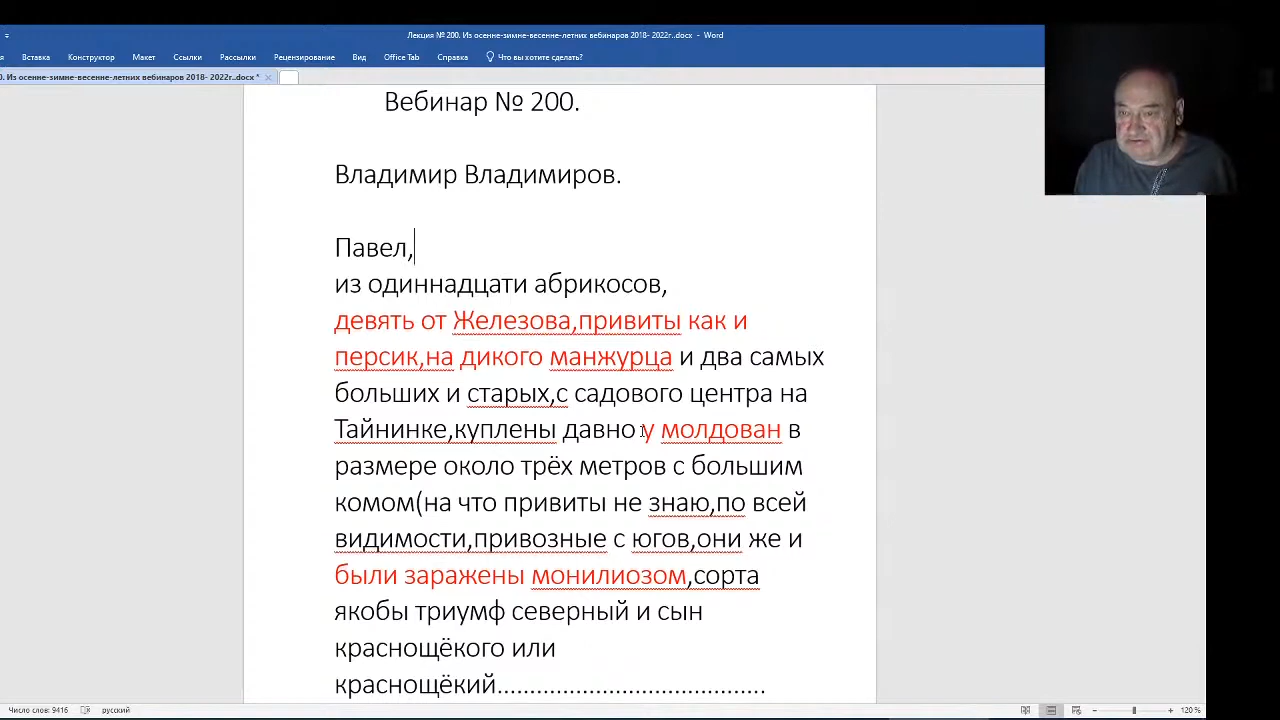 Лекция № 200. Из осенне-зимне-весенне-летних вебинаров 2018- 2022г..docx - Word
Вставка Конструктор Макет Ссылки Рассылки Рецензирование Вид Office Tab Справка Что вы хотите сделать?
0. Из осенне-зимне-весенне-летних вебинаров 2018- 2022г..docx *
Вебинар № 200.
Владимир Владимиров.
Павел,
из одиннадцати абрикосов,
девять от Железова,привиты как и
персик,на дикого манжурца и два самых
больших и старых,с садового центра на
Тайнинке,куплены давно у молдован в
размере около трёх метров с большим
комом(на что привиты не знаю,по всей
видимости,привозные с югов,они же и
были заражены монилиозом,сорта
якобы триумф северный и сын
краснощёкого или
краснощёкий........................................
Число слов: 9416 русский 120 %